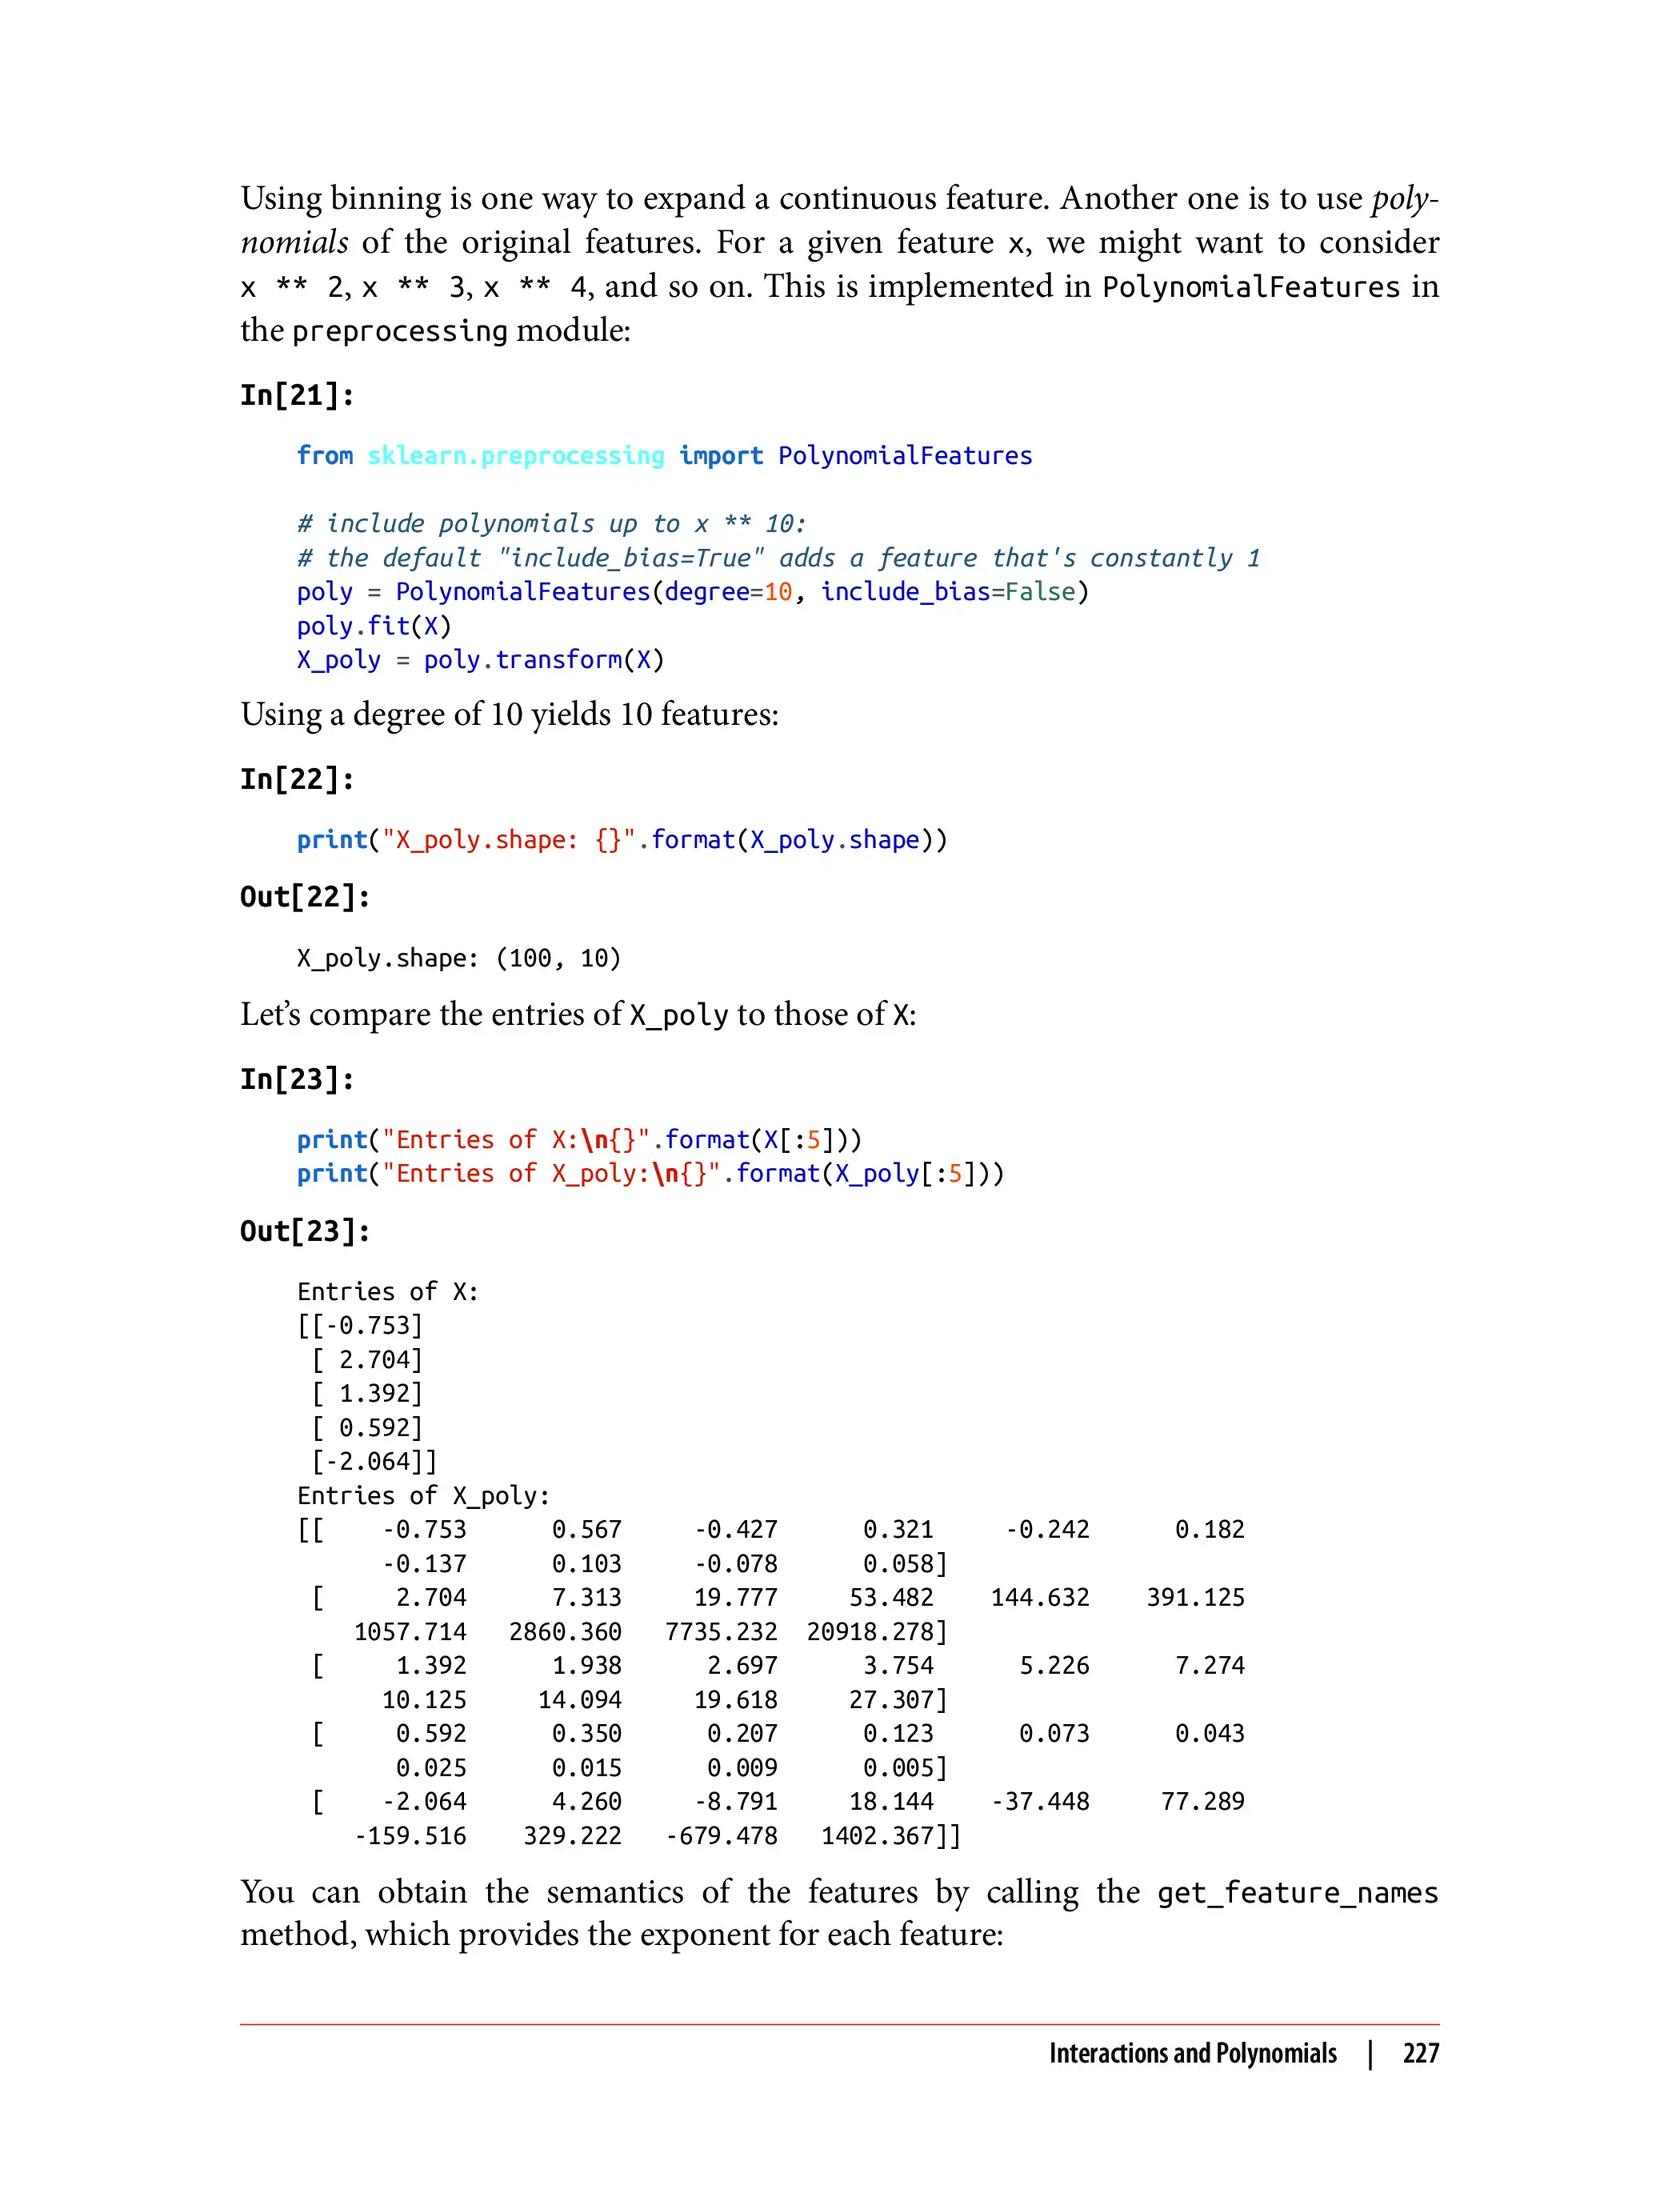 Using binning is one way to expand a continuous feature. Another one is to use poly-
nomials of the original features. For a given feature x, we might want to consider
x ** 2, x ** 3, x ** 4, and so on. This is implemented in PolynomialFeatures in
the preprocessing module:
In[21]:
from sklearn.preprocessing import PolynomialFeatures
# include polynomials up to x ** 10:
# the default "include_bias=True" adds a feature that's constantly 1
poly = PolynomialFeatures(degree=10, include_bias=False)
poly.fit(X)
X_poly = poly.transform(X)
Using a degree of 10 yields 10 features:
In[22]:
print("X_poly.shape: {}".format(X_poly.shape))
Out[22]:
X_poly.shape: (100, 10)
Let’s compare the entries of X_poly to those of X:
In[23]:
print("Entries of X:\n{}".format(X[:5]))
print("Entries of X_poly:\n{}".format(X_poly[:5]))
Out[23]:
Entries of X:
[[-0.753]
 [ 2.704]
 [ 1.392]
 [ 0.592]
 [-2.064]]
Entries of X_poly:
[[    -0.753      0.567     -0.427      0.321     -0.242      0.182
      -0.137      0.103     -0.078      0.058]
 [     2.704      7.313     19.777     53.482    144.632    391.125
    1057.714   2860.360   7735.232  20918.278]
 [     1.392      1.938      2.697      3.754      5.226      7.274
      10.125     14.094     19.618     27.307]
 [     0.592      0.350      0.207      0.123      0.073      0.043
       0.025      0.015      0.009      0.005]
 [    -2.064      4.260     -8.791     18.144    -37.448     77.289
    -159.516    329.222   -679.478   1402.367]]
You can obtain the semantics of the features by calling the get_feature_names
method, which provides the exponent for each feature:
Interactions and Polynomials | 227